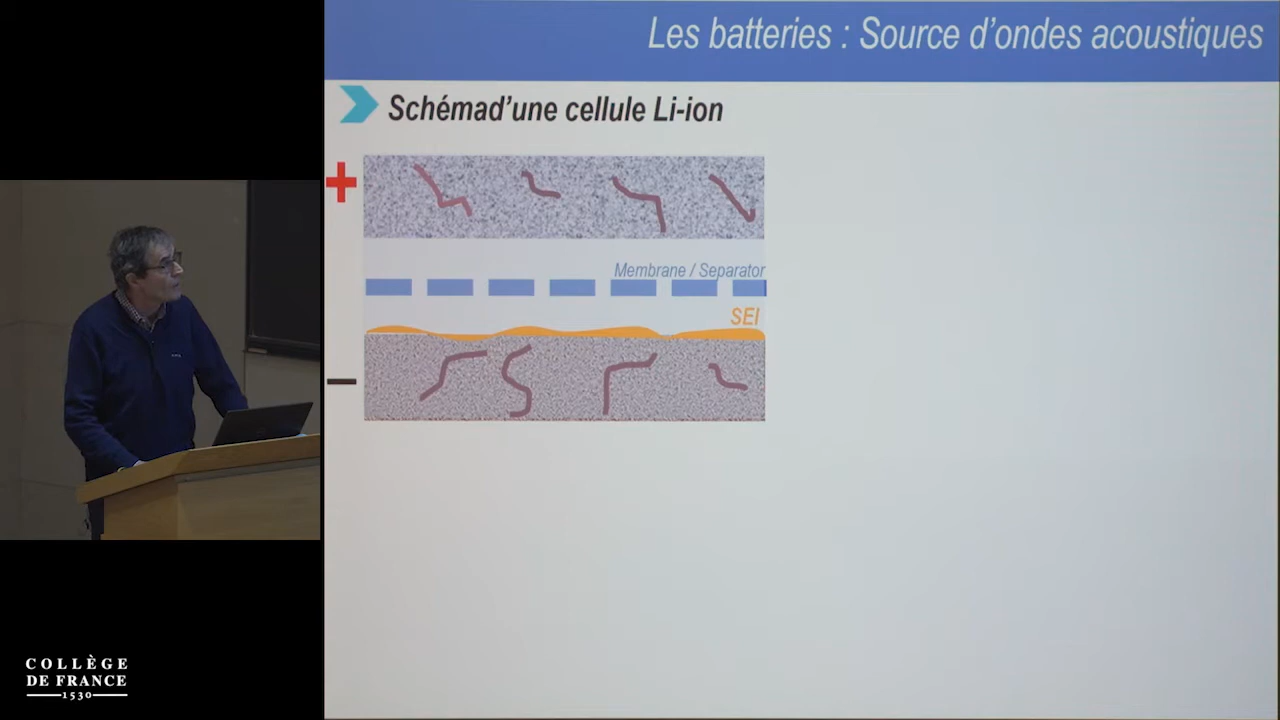 Les batteries : Source d'ondes acoustiques
Schémad'une cellule Li-ion
+
Membrane / Separator
SEI
−
COLLÈGE
DE FRANCE
1530